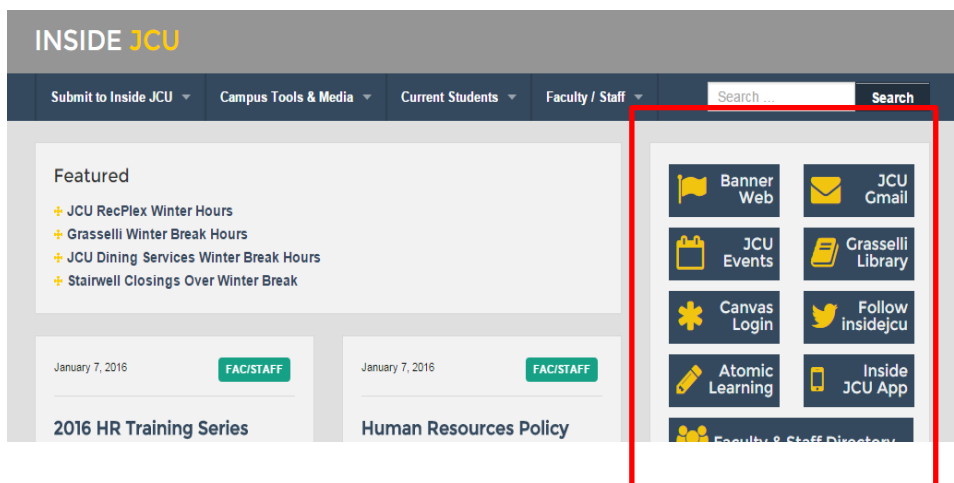 INSIDE JCU
Submit to Inside JCU
Campus Tools & Media
Current Students
Faculty / Staff
Search ...
Search
Featured
JCU RecPlex Winter Hours
Grasselli Winter Break Hours
JCU Dining Services Winter Break Hours
Stairwell Closings Over Winter Break
January 7, 2016
FAC/STAFF
2016 HR Training Series
January 7, 2016
FAC/STAFF
Human Resources Policy
Banner
Web
JCU
Gmail
JCU
Events
Grasselli
Library
Canvas
Login
Follow
insidejcu
Atomic
Learning
Inside
JCU App
Faculty & Staff Directory